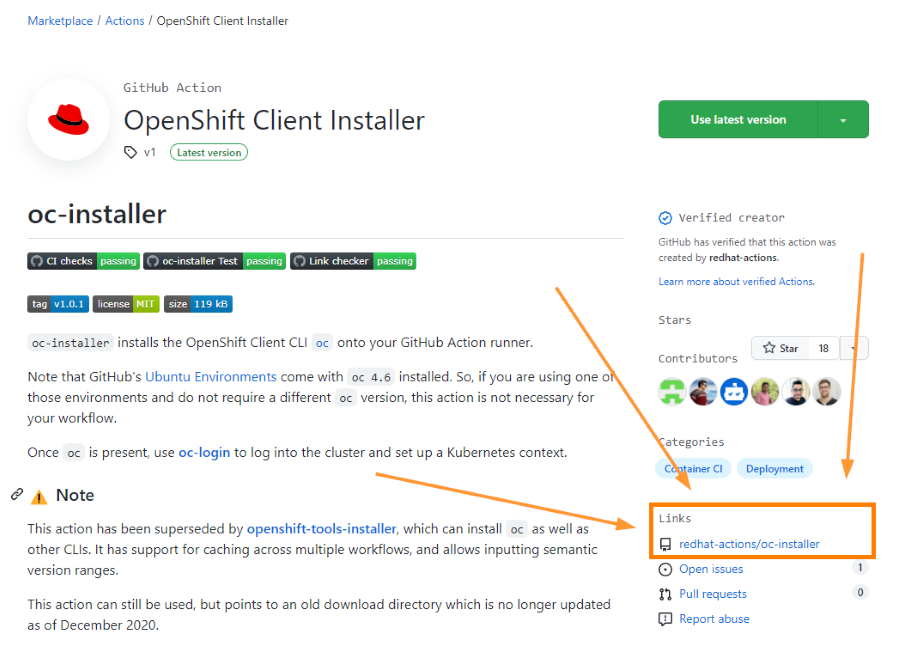 Marketplace / Actions / OpenShift Client Installer
GitHub Action
OpenShift Client Installer
v1 Latest version
Use latest version
oc-installer
CI checks passing oc-installer Test passing Link checker passing
tag v1.0.1 license MIT size 119 kB
oc-installer installs the OpenShift Client CLI oc onto your GitHub Action runner.
Note that GitHub's Ubuntu Environments come with oc 4.6 installed. So, if you are using one of
those environments and do not require a different oc version, this action is not necessary for
your workflow.
Once oc is present, use oc-login to log into the cluster and set up a Kubernetes context.
Note
This action has been superseded by openshift-tools-installer, which can install oc as well as
other CLIs. It has support for caching across multiple workflows, and allows inputting semantic
version ranges.
This action can still be used, but points to an old download directory which is no longer updated
as of December 2020.
Verified creator
GitHub has verified that this action was
created by redhat-actions.
Learn more about verified Actions.
Stars
Star 18
Contributors
Categories
Container CI Deployment
Links
redhat-actions/oc-installer
Open issues 1
Pull requests 0
Report abuse